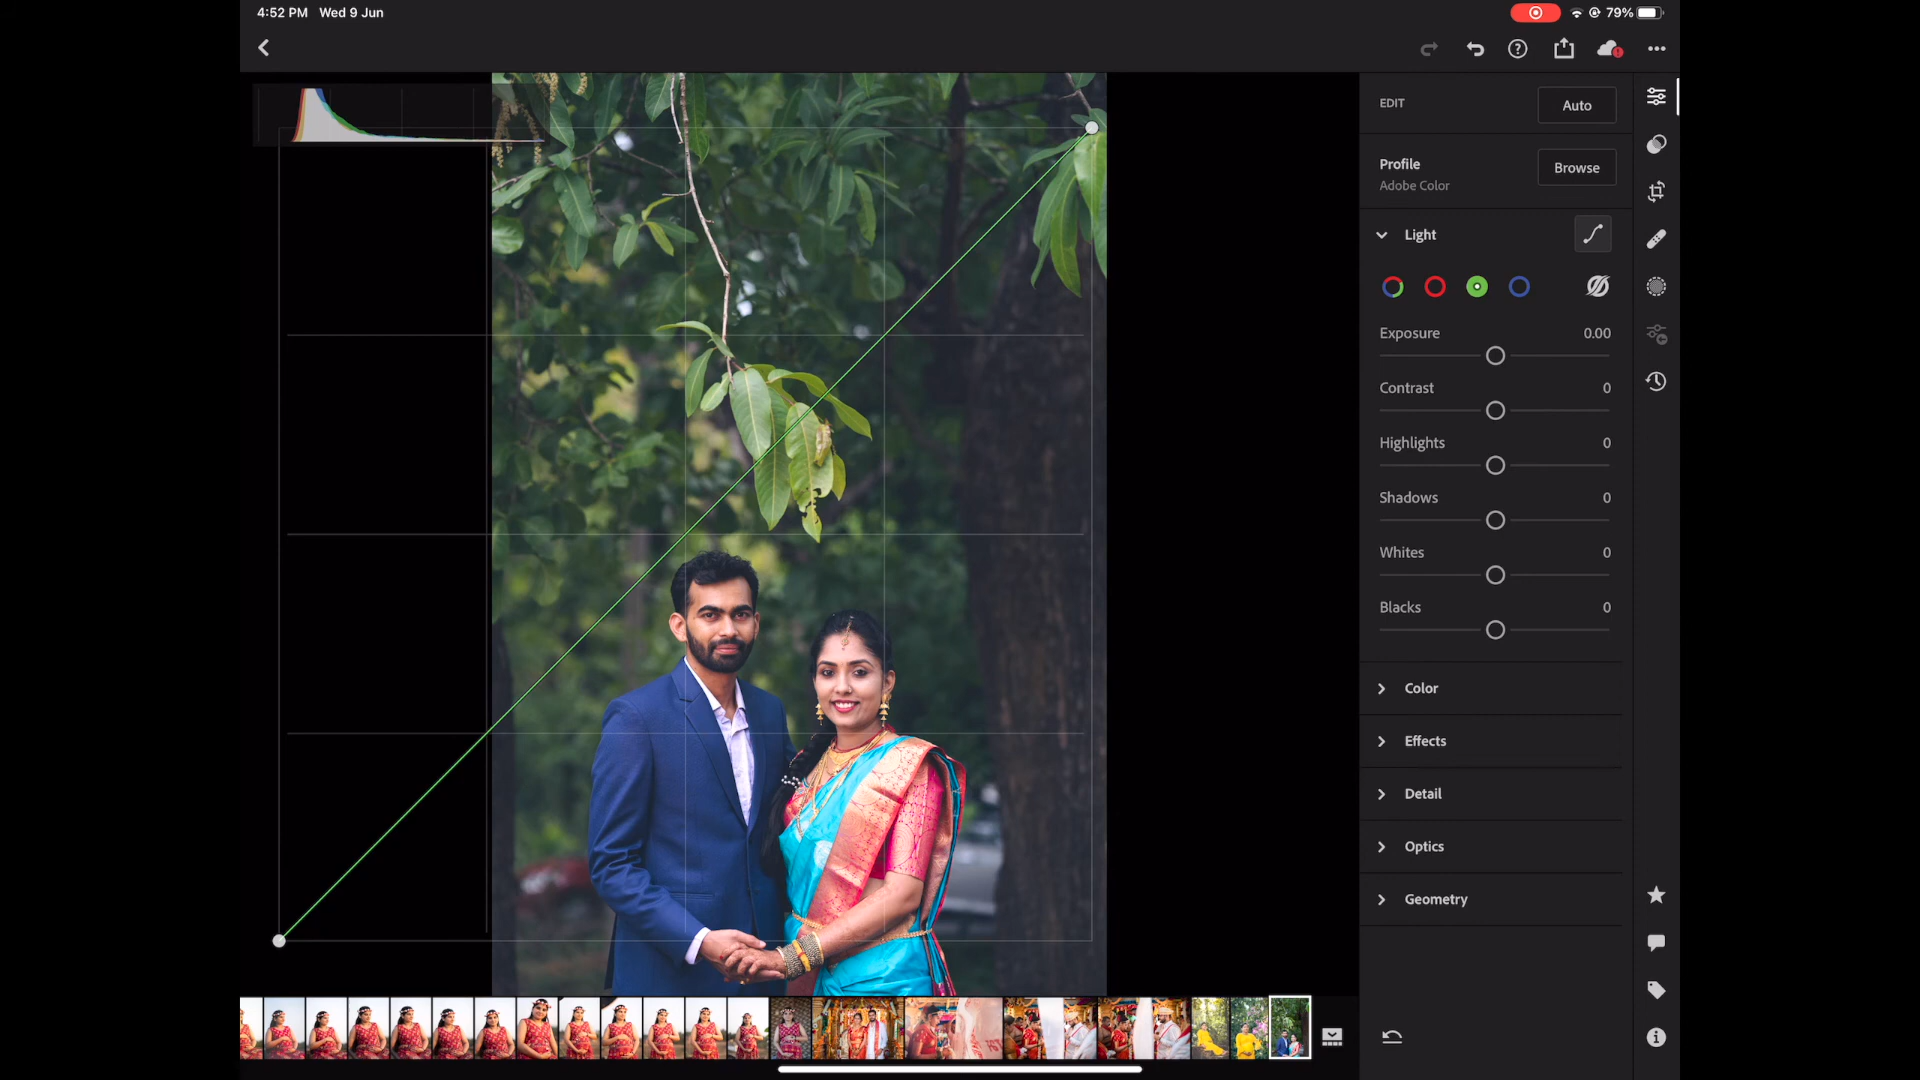 4:52 PM Wed 9 Jun
79%
EDIT
Auto
Profile
Adobe Color
Browse
Light
Exposure 0.00
Contrast 0
Highlights 0
Shadows 0
Whites 0
Blacks 0
Color
Effects
Detail
Optics
Geometry